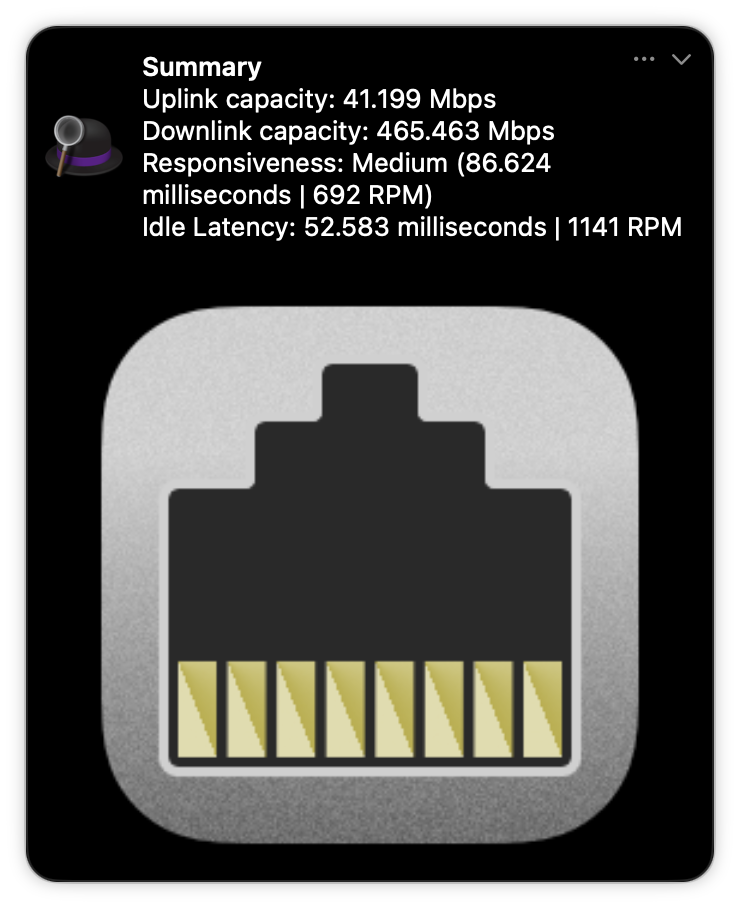 Summary
Uplink capacity: 41.199 Mbps
Downlink capacity: 465.463 Mbps
Responsiveness: Medium (86.624
milliseconds | 692 RPM)
Idle Latency: 52.583 milliseconds | 1141 RPM